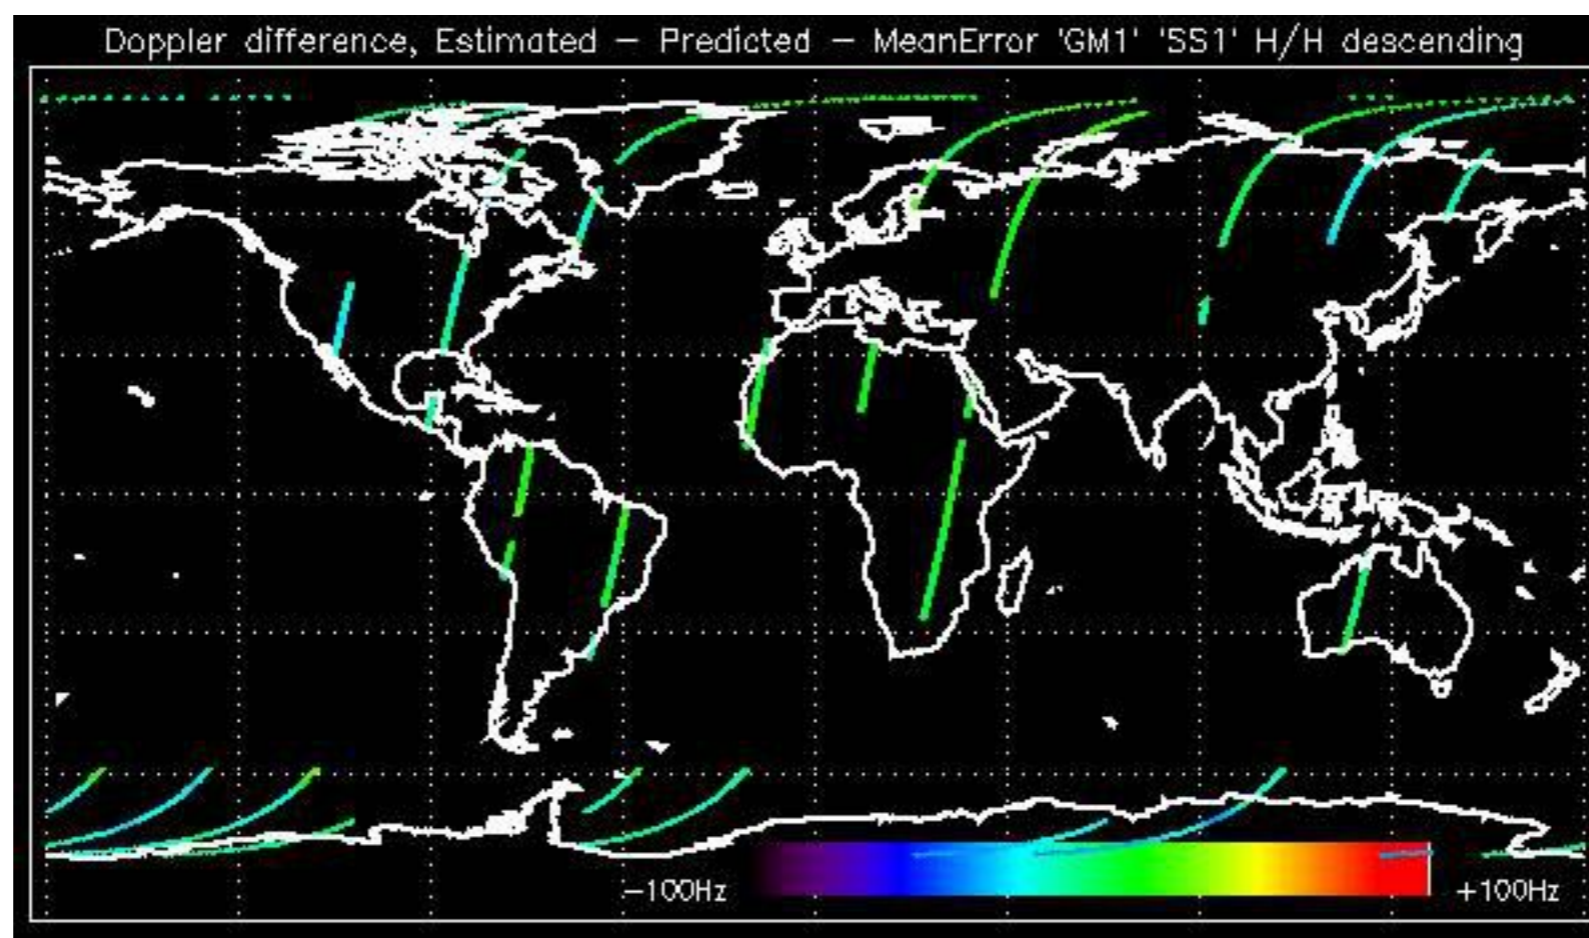 Doppler difference, Estimated – Predicted – MeanError 'GM1' 'SS1' H/H descending
–100Hz +100Hz